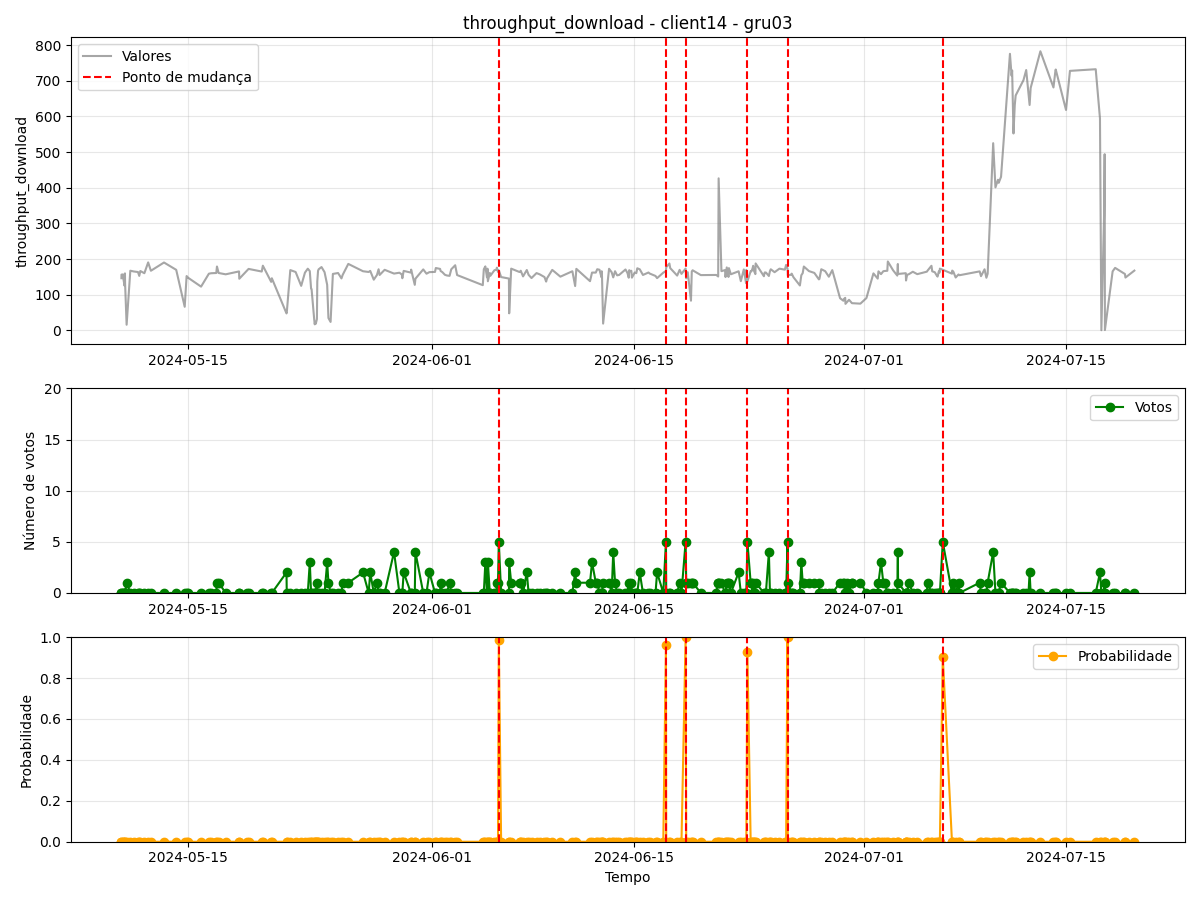 throughput_download - client14 - gru03
Valores
Ponto de mudança
throughput_download
800
700
600
500
400
300
200
100
0
2024-05-15 2024-06-01 2024-06-15 2024-07-01 2024-07-15
Votos
Número de votos
20
15
10
5
0
2024-05-15 2024-06-01 2024-06-15 2024-07-01 2024-07-15
Probabilidade
Probabilidade
1.0
0.8
0.6
0.4
0.2
0.0
2024-05-15 2024-06-01 2024-06-15 2024-07-01 2024-07-15
Tempo